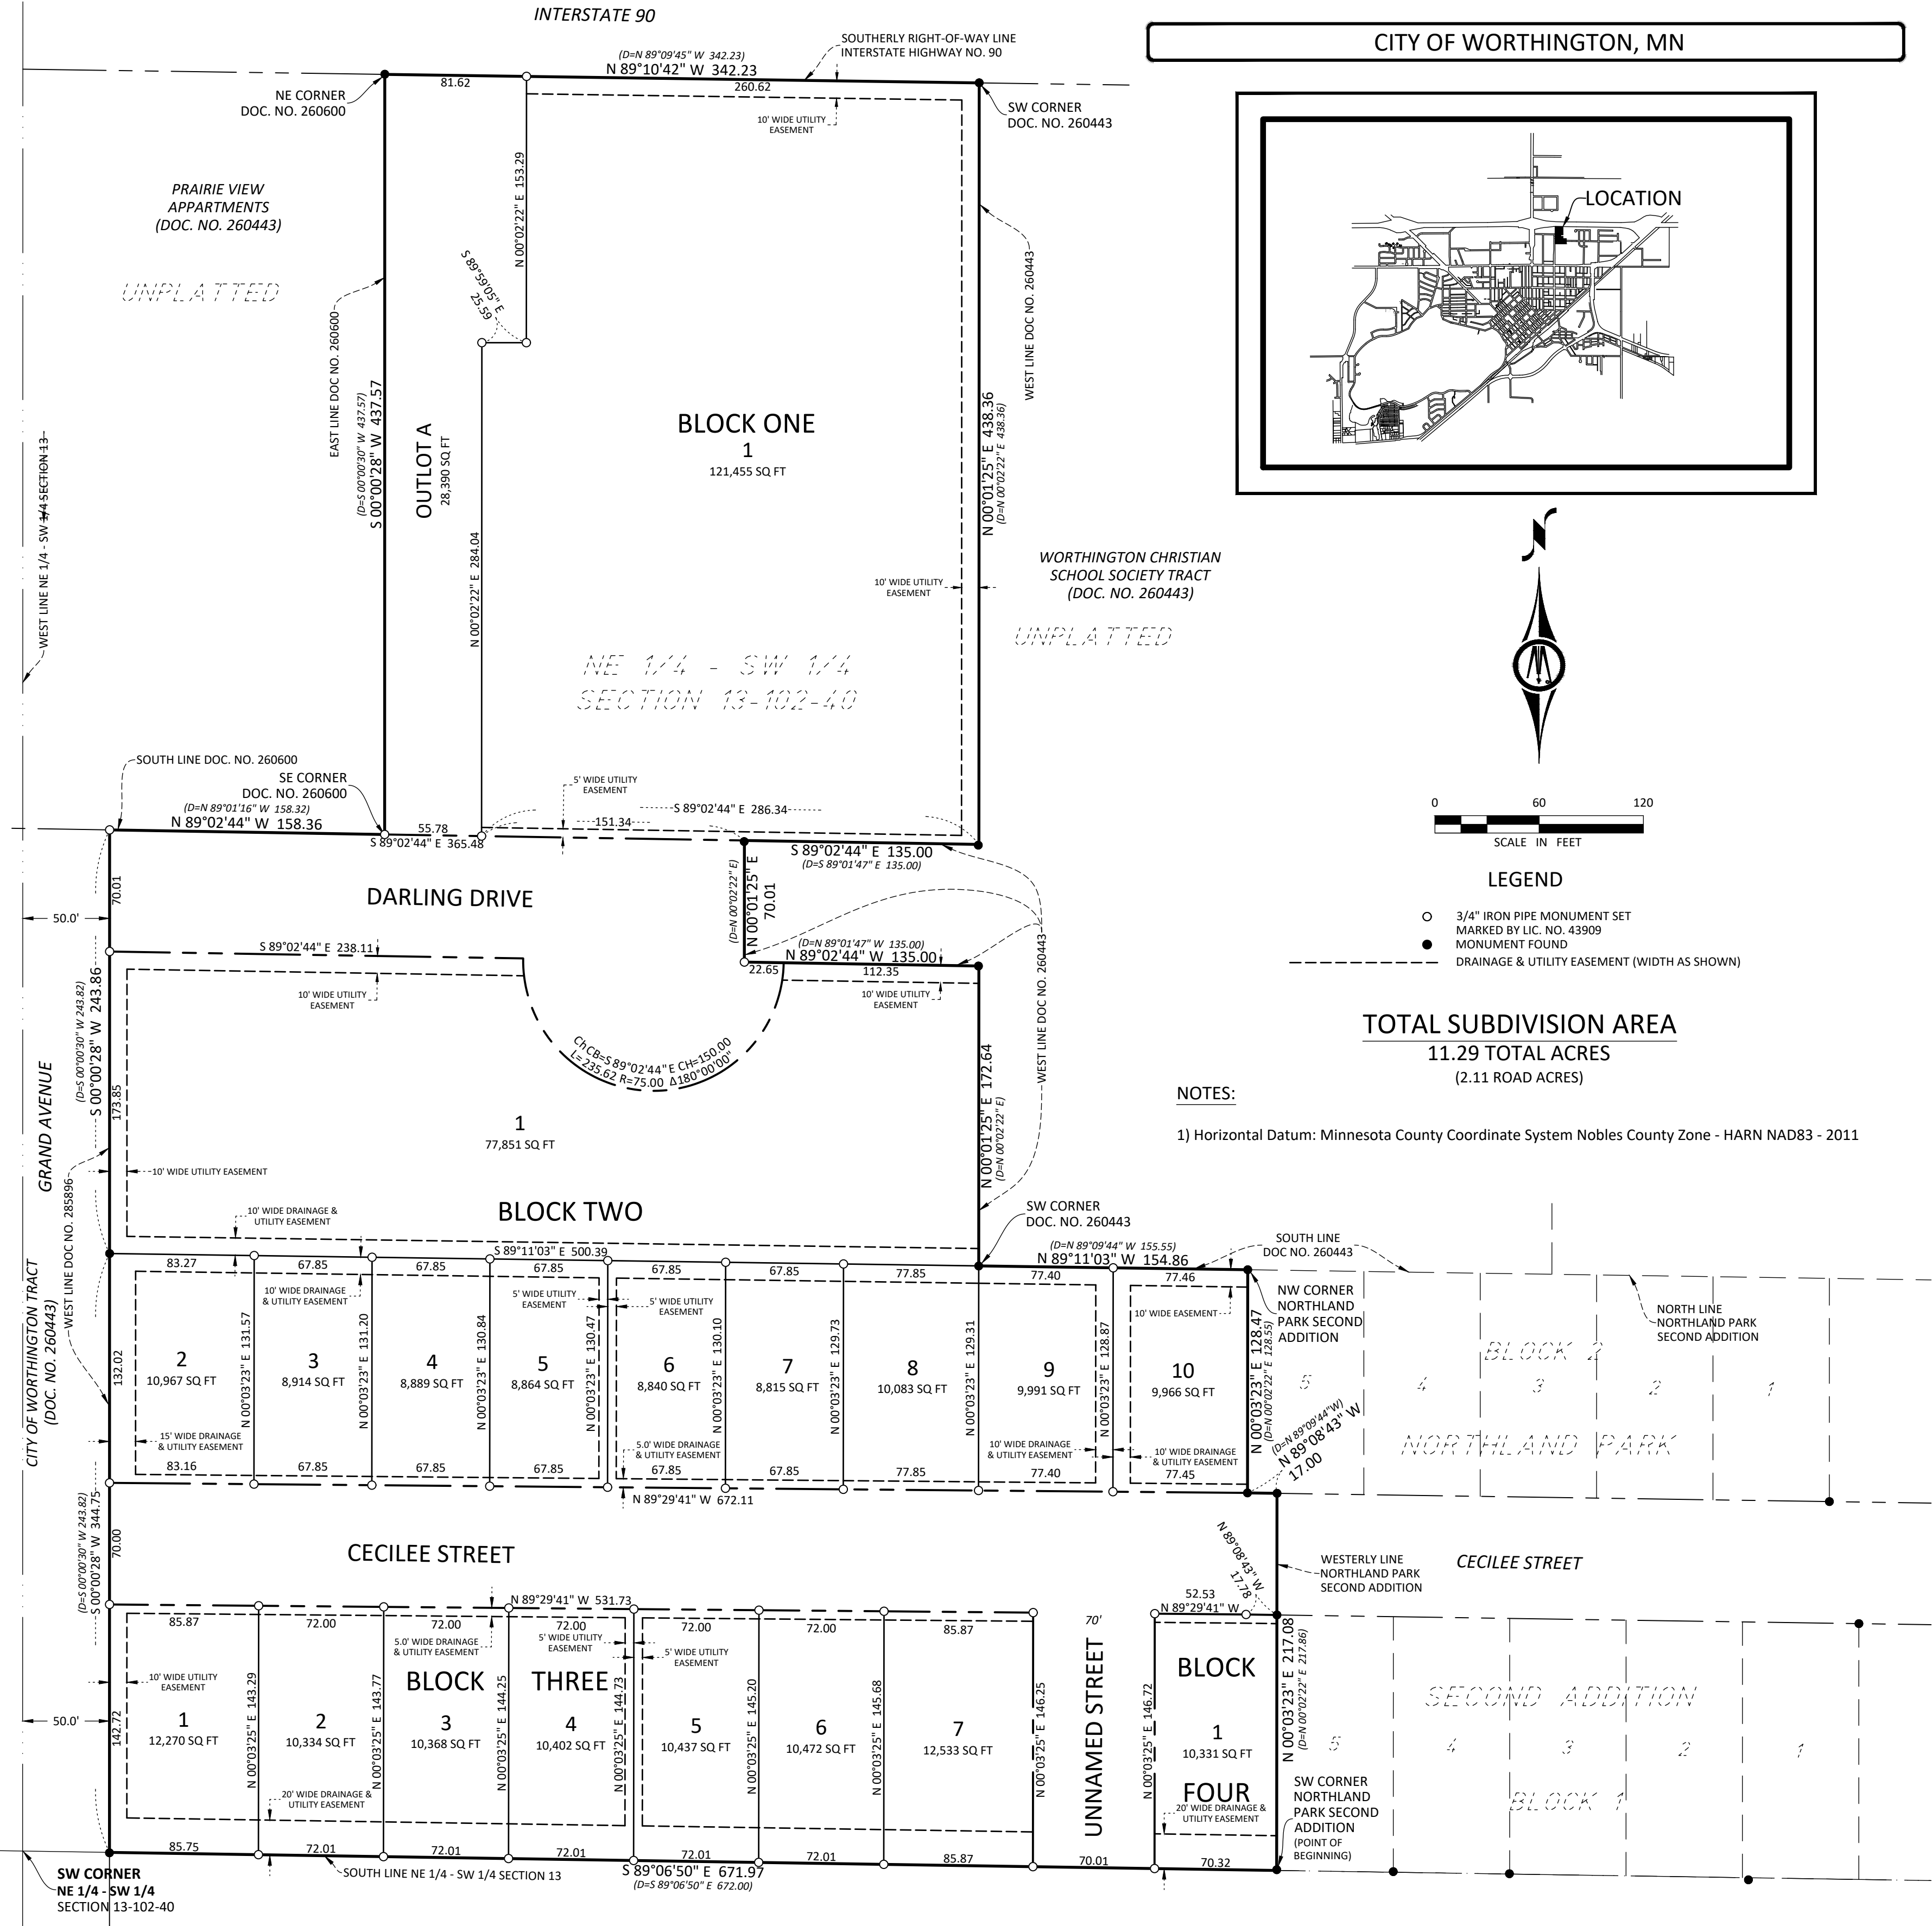 INTERSTATE 90
CITY OF WORTHINGTON, MN
SOUTHERLY RIGHT-OF-WAY LINE
INTERSTATE HIGHWAY NO. 90
(D=N 89°09'45" W 342.23)
N 89°10'42" W 342.23
81.62
260.62
NE CORNER
DOC. NO. 260600
SW CORNER
DOC. NO. 260443
10' WIDE UTILITY
EASEMENT
LOCATION
PRAIRIE VIEW
APPARTMENTS
(DOC. NO. 260443)
UNPLATTED
N 00°02'22" E 153.29
S 89°59'05" E
25.59
EAST LINE DOC NO. 260600
(D=S 00°00'30" W 437.57)
S 00°00'28" W 437.57
OUTLOT A
28,390 SQ FT
N 00°02'22" E 284.04
BLOCK ONE
1
121,455 SQ FT
WEST LINE DOC NO. 260443
N 00°01'25" E 438.36
(D=N 00°02'22" E 438.36)
WEST LINE NE 1/4 - SW 1/4 SECTION 13
10' WIDE UTILITY
EASEMENT
WORTHINGTON CHRISTIAN
SCHOOL SOCIETY TRACT
(DOC. NO. 260443)
UNPLATTED
NE 1/4 - SW 1/4
SECTION 13-102-40
SOUTH LINE DOC. NO. 260600
SE CORNER
DOC. NO. 260600
(D=N 89°01'16" W 158.32)
N 89°02'44" W 158.36
5' WIDE UTILITY
EASEMENT
S 89°02'44" E 286.34
151.34
55.78
S 89°02'44" E 365.48
S 89°02'44" E 135.00
(D=S 89°01'47" E 135.00)
0 60 120
SCALE IN FEET
LEGEND
3/4" IRON PIPE MONUMENT SET
MARKED BY LIC. NO. 43909
MONUMENT FOUND
DRAINAGE & UTILITY EASEMENT (WIDTH AS SHOWN)
70.01
50.0'
DARLING DRIVE
(D=N 00°02'22" E)
N 00°01'25" E
70.01
S 89°02'44" E 238.11
(D=N 89°01'47" W 135.00)
N 89°02'44" W 135.00
22.65
112.35
10' WIDE UTILITY
EASEMENT
10' WIDE UTILITY
EASEMENT
WEST LINE DOC NO. 260443
(D=S 00°00'30" W 243.82)
S 00°00'28" W 243.86
173.85
GRAND AVENUE
ChCB=S 89°02'44" E CH=150.00
L=235.62 R=75.00 Δ180°00'00"
TOTAL SUBDIVISION AREA
11.29 TOTAL ACRES
(2.11 ROAD ACRES)
NOTES:
1) Horizontal Datum: Minnesota County Coordinate System Nobles County Zone - HARN NAD83 - 2011
N 00°01'25" E 172.64
(D=N 00°02'22" E)
1
77,851 SQ FT
10' WIDE UTILITY EASEMENT
10' WIDE DRAINAGE &
UTILITY EASEMENT
BLOCK TWO
SW CORNER
DOC. NO. 260443
S 89°11'03" E 500.39
(D=N 89°09'44" W 155.55)
N 89°11'03" W 154.86
SOUTH LINE
DOC NO. 260443
WEST LINE DOC NO. 285896
CITY OF WORTHINGTON TRACT
(DOC. NO. 260443)
83.27
67.85
67.85
67.85
67.85
67.85
77.85
77.40
77.46
10' WIDE DRAINAGE
& UTILITY EASEMENT
5' WIDE UTILITY
EASEMENT
5' WIDE UTILITY
EASEMENT
10' WIDE EASEMENT
NW CORNER
NORTHLAND
PARK SECOND
ADDITION
NORTH LINE
NORTHLAND PARK
SECOND ADDITION
132.02
2
10,967 SQ FT
N 00°03'23" E 131.57
3
8,914 SQ FT
N 00°03'23" E 131.20
4
8,889 SQ FT
N 00°03'23" E 130.84
5
8,864 SQ FT
N 00°03'23" E 130.47
6
8,840 SQ FT
N 00°03'23" E 130.10
7
8,815 SQ FT
N 00°03'23" E 129.73
8
10,083 SQ FT
N 00°03'23" E 129.31
9
9,991 SQ FT
N 00°03'23" E 128.87
10
9,966 SQ FT
N 00°03'23" E 128.47
(D=N 00°02'22" E 128.55)
BLOCK 2
5 4 3 2 1
NORTHLAND PARK
(D=N 89°09'44"W)
N 89°08'43" W
17.00
15' WIDE DRAINAGE
& UTILITY EASEMENT
5.0' WIDE DRAINAGE
& UTILITY EASEMENT
10' WIDE DRAINAGE
& UTILITY EASEMENT
10' WIDE DRAINAGE
& UTILITY EASEMENT
83.16
67.85
67.85
67.85
67.85
67.85
77.85
77.40
77.45
N 89°29'41" W 672.11
(D=S 00°00'30" W 243.82)
S 00°00'28" W 344.75
70.00
CECILEE STREET
N 89°08'43" W
17.78
WESTERLY LINE
NORTHLAND PARK
SECOND ADDITION
CECILEE STREET
N 89°29'41" W 531.73
52.53
N 89°29'41" W
85.87
72.00
72.00
72.00
72.00
72.00
85.87
70'
5.0' WIDE DRAINAGE
& UTILITY EASEMENT
5' WIDE UTILITY
EASEMENT
5' WIDE UTILITY
EASEMENT
10' WIDE UTILITY
EASEMENT
BLOCK THREE
50.0'
142.72
1
12,270 SQ FT
N 00°03'25" E 143.29
2
10,334 SQ FT
N 00°03'25" E 143.77
3
10,368 SQ FT
N 00°03'25" E 144.25
4
10,402 SQ FT
N 00°03'25" E 144.73
5
10,437 SQ FT
N 00°03'25" E 145.20
6
10,472 SQ FT
N 00°03'25" E 145.68
7
12,533 SQ FT
N 00°03'25" E 146.25
UNNAMED STREET
N 00°03'25" E 146.72
BLOCK
1
10,331 SQ FT
FOUR
N 00°03'23" E 217.08
(D=N 00°02'22" E 217.86)
SECOND ADDITION
5 4 3 2 1
BLOCK 1
20' WIDE DRAINAGE &
UTILITY EASEMENT
20' WIDE DRAINAGE &
UTILITY EASEMENT
SW CORNER
NORTHLAND
PARK SECOND
ADDITION
(POINT OF
BEGINNING)
85.75
72.01
72.01
72.01
72.01
72.01
85.87
70.01
70.32
SOUTH LINE NE 1/4 - SW 1/4 SECTION 13
S 89°06'50" E 671.97
(D=S 89°06'50" E 672.00)
SW CORNER
NE 1/4 - SW 1/4
SECTION 13-102-40